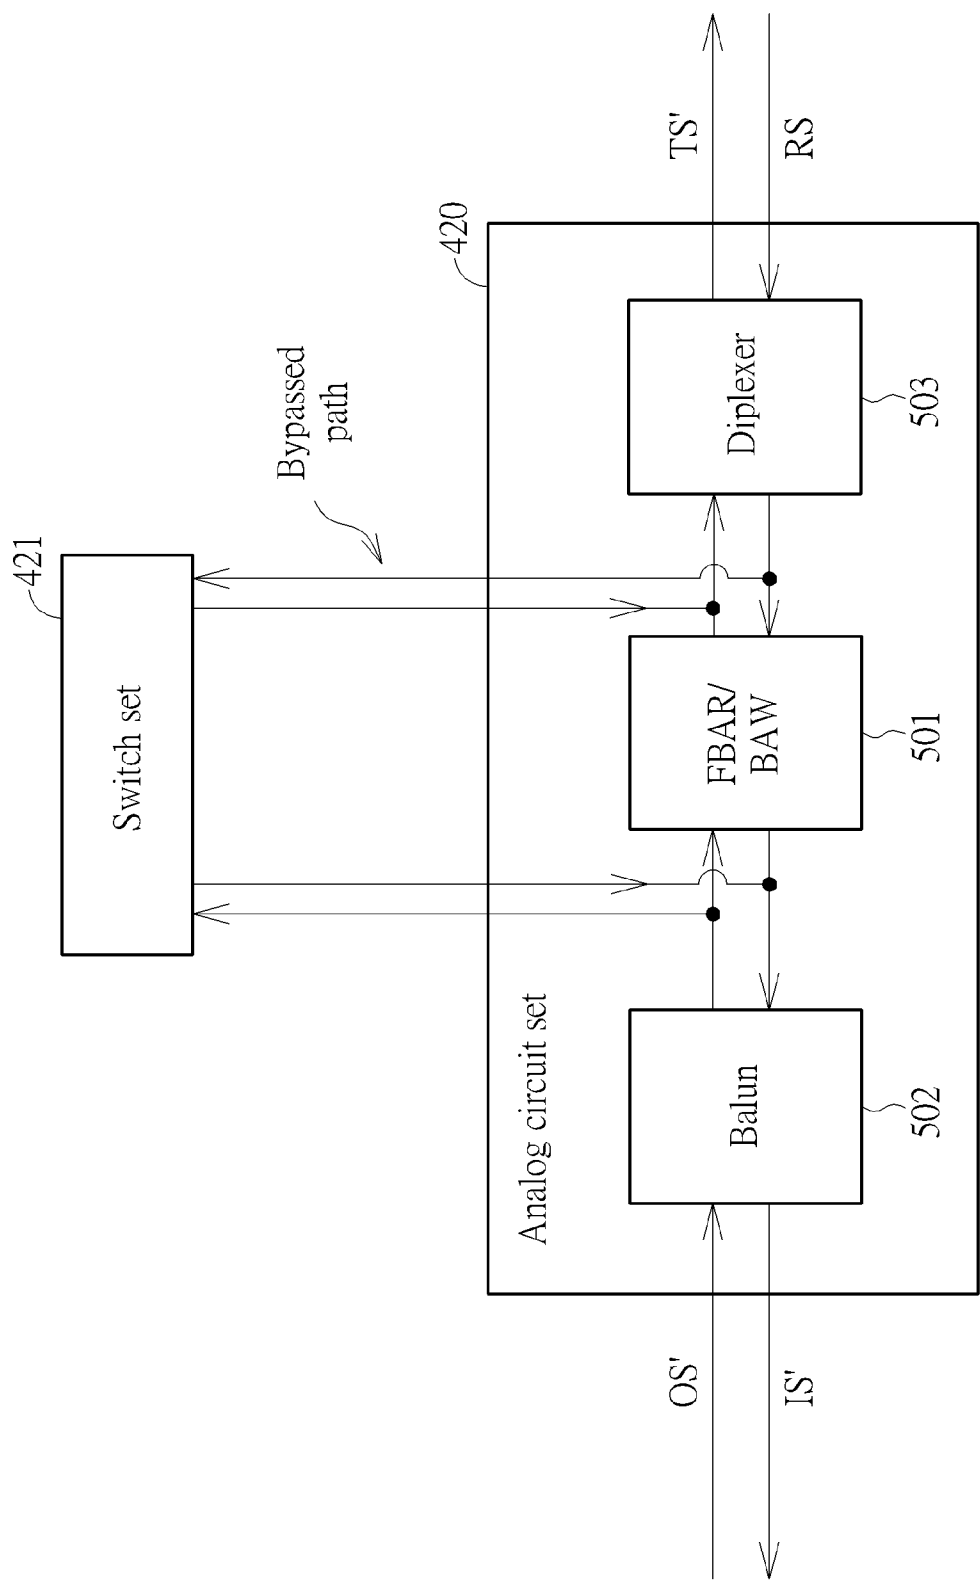 421
Switch set
Bypassed
path
420
Analog circuit set
OS'
IS'
Balun
502
FBAR/
BAW
501
Diplexer
503
TS'
RS